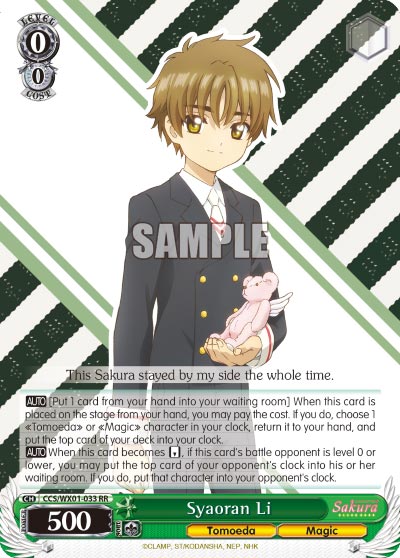 LEVEL
0
0
COST
SAMPLE
This Sakura stayed by my side the whole time.
AUTO [Put 1 card from your hand into your waiting room] When this card is
placed on the stage from your hand, you may pay the cost. If you do, choose 1
«Tomoeda» or «Magic» character in your clock, return it to your hand, and
put the top card of your deck into your clock.
AUTO When this card becomes, if this card's battle opponent is level 0 or
lower, you may put the top card of your opponent's clock into his or her
waiting room. If you do, put that character into your opponent's clock.
CH CCS/WX01-033 RR
Syaoran Li
Sakura
POWER
500
Tomoeda
Magic
©CLAMP, ST/KODANSHA, NEP, NHK